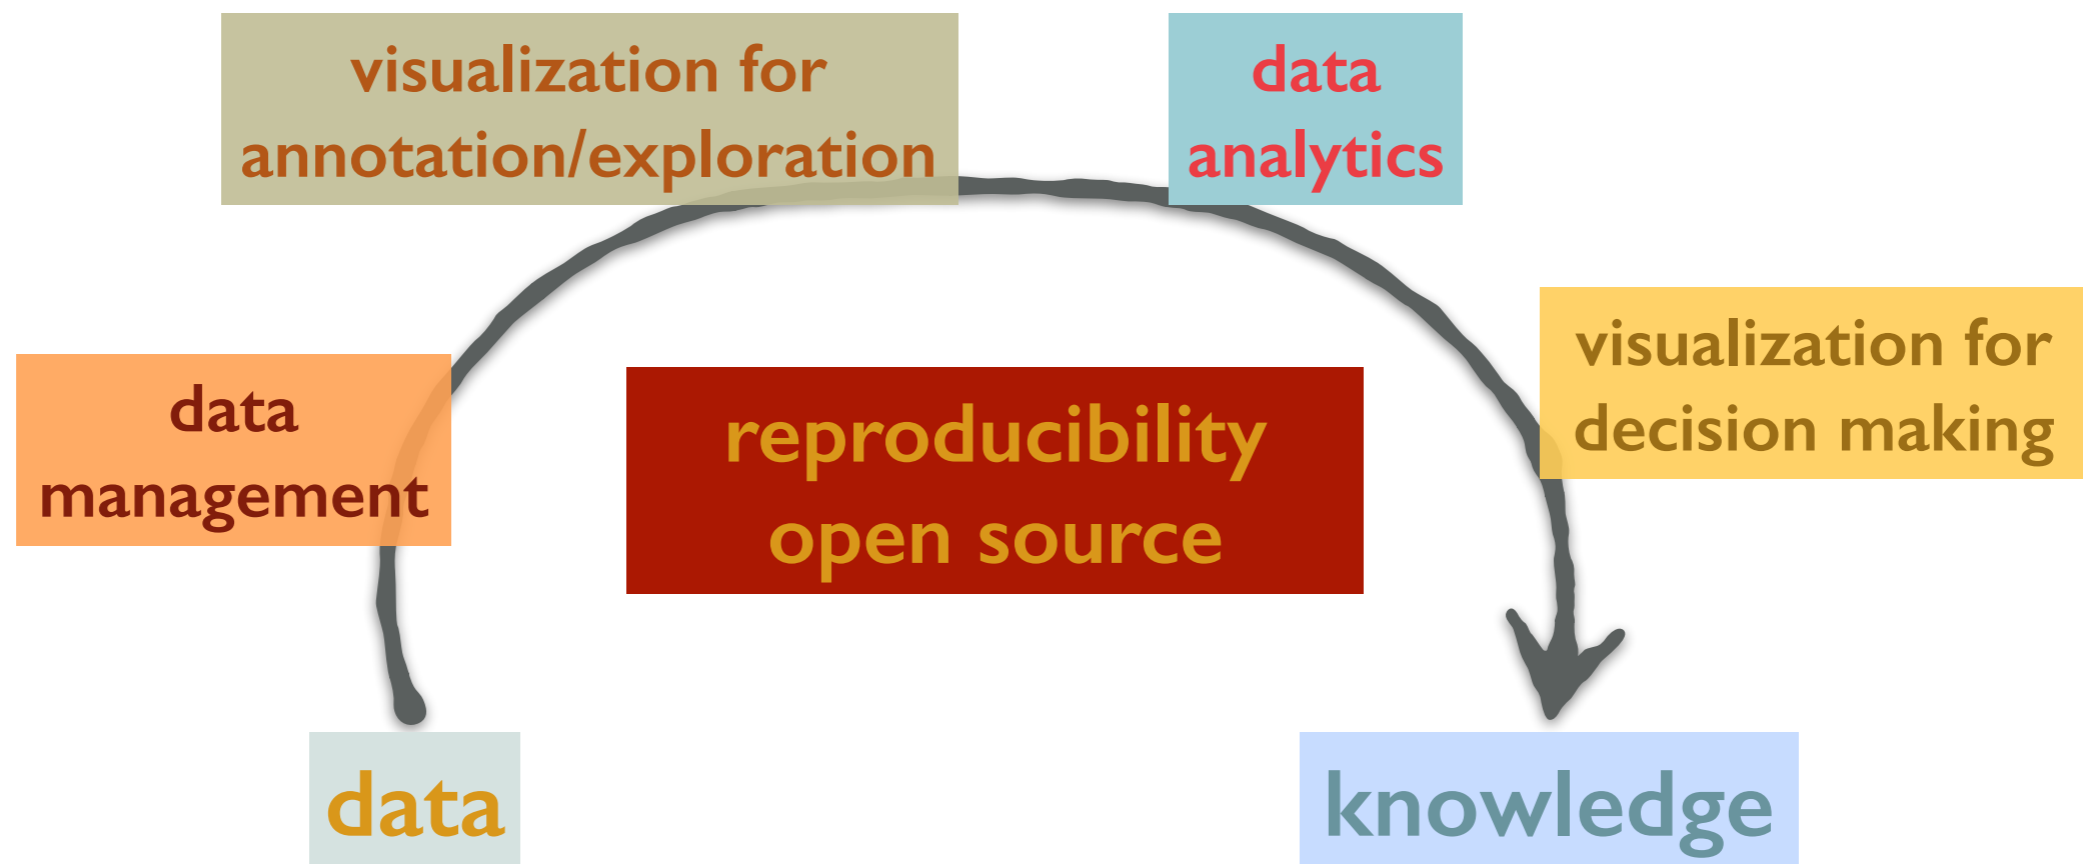 visualization for
annotation/exploration
data
analytics
visualization for
decision making
data
management
reproducibility
open source
data
knowledge